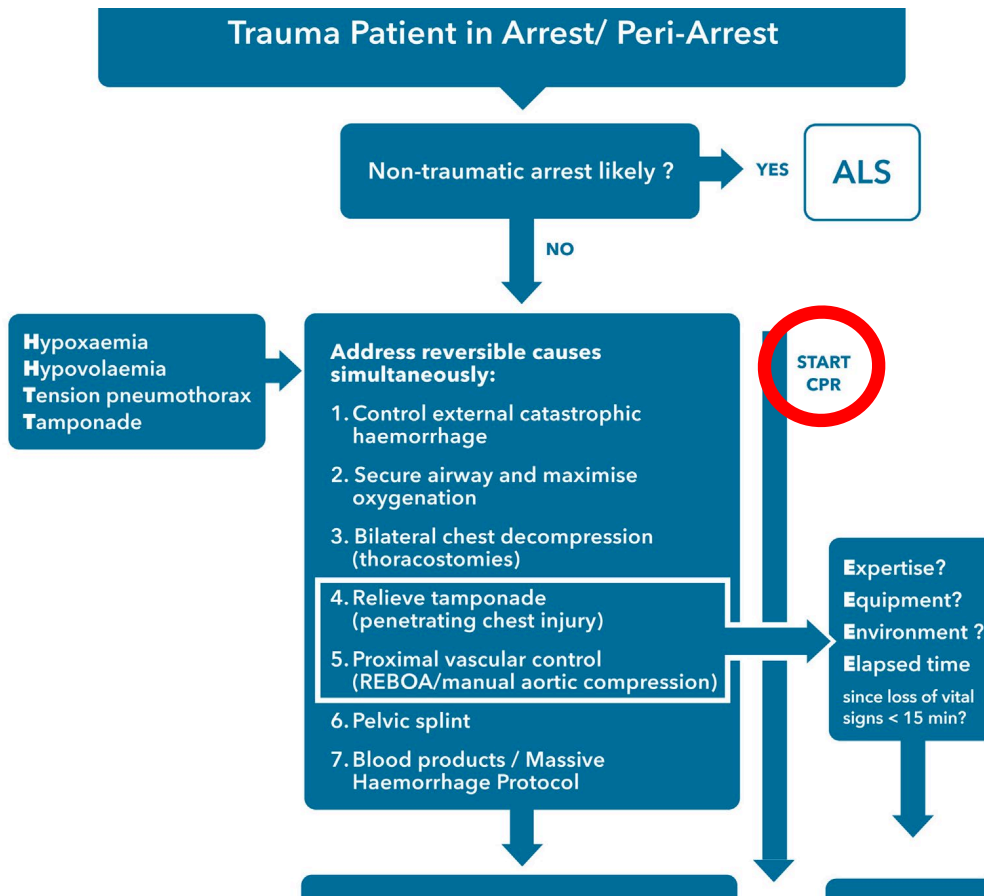 Trauma Patient in Arrest/ Peri-Arrest
Non-traumatic arrest likely ?
YES
ALS
NO
Hypoxaemia
Hypovolaemia
Tension pneumothorax
Tamponade
Address reversible causes
simultaneously:
1. Control external catastrophic
haemorrhage
2. Secure airway and maximise
oxygenation
3. Bilateral chest decompression
(thoracostomies)
4. Relieve tamponade
(penetrating chest injury)
5. Proximal vascular control
(REBOA/manual aortic compression)
6. Pelvic splint
7. Blood products / Massive
Haemorrhage Protocol
START
CPR
Expertise?
Equipment?
Environment ?
Elapsed time
since loss of vital
signs < 15 min?